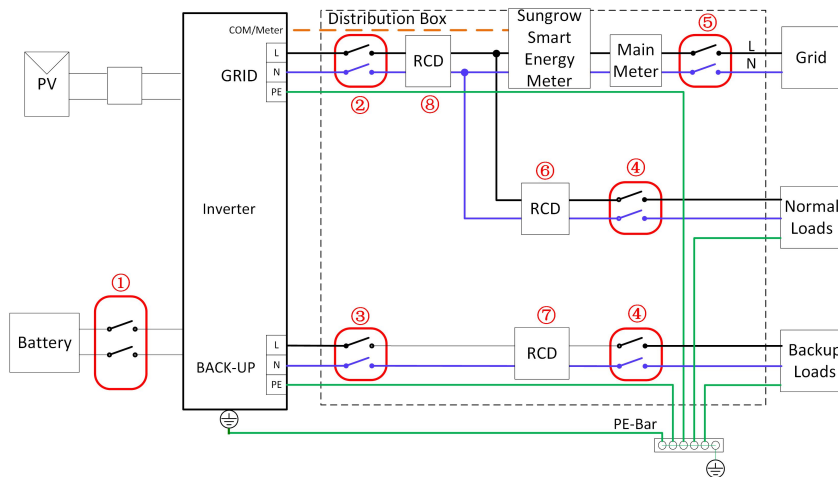 Distribution Box
Sungrow
Smart
Energy
Meter
⑤
COM/Meter
PV
GRID
L
N
PE
②
RCD
⑧
Main
Meter
L
N
Grid
⑥
④
RCD
Normal
Loads
Inverter
①
Battery
③
⑦
④
L
N
PE
BACK-UP
RCD
Backup
Loads
PE-Bar